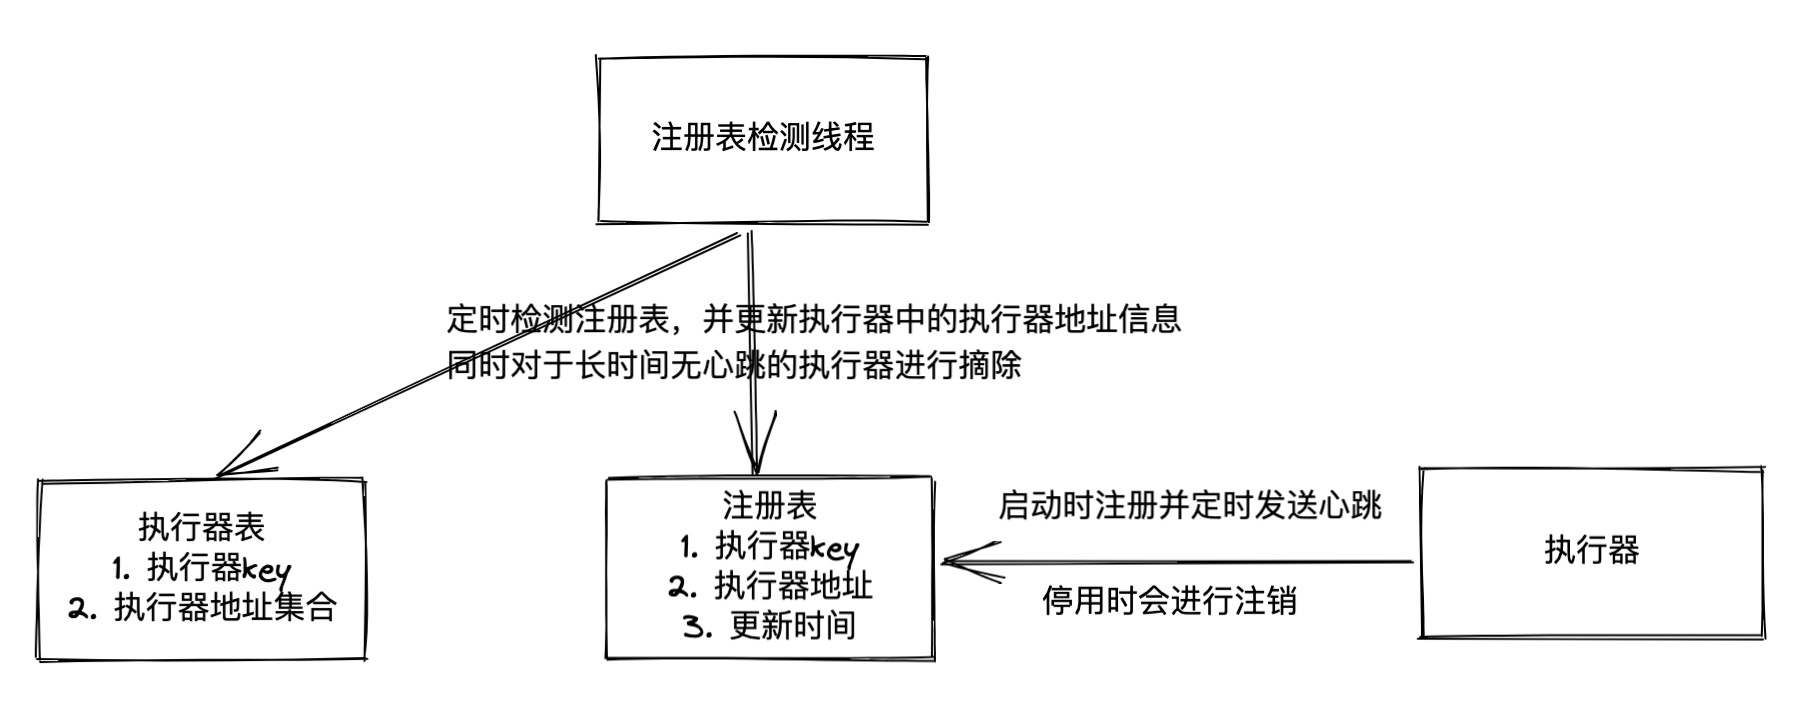 注册表检测线程
定时检测注册表，并更新执行器中的执行器地址信息
同时对于长时间无心跳的执行器进行摘除
执行器表
1. 执行器key
2. 执行器地址集合
注册表
1. 执行器key
2. 执行器地址
3. 更新时间
启动时注册并定时发送心跳
停用时会进行注销
执行器